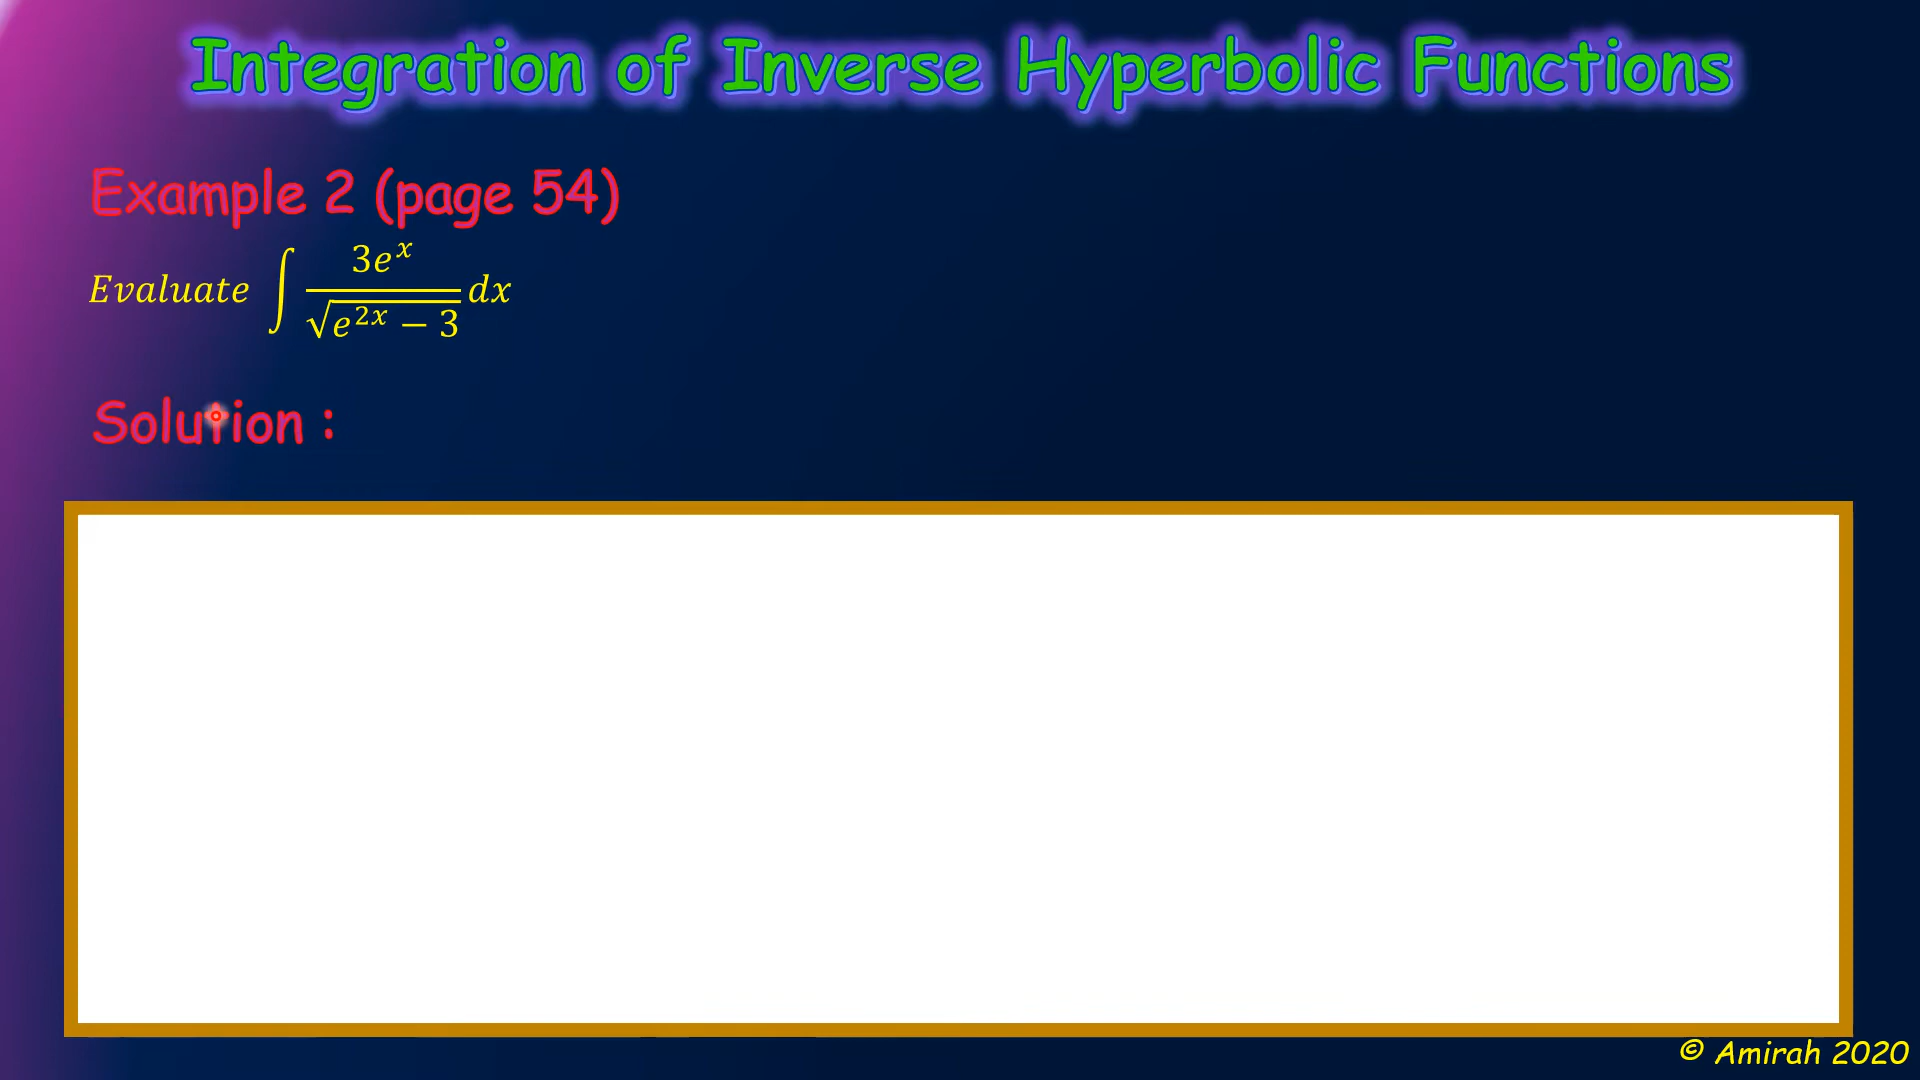 Integration of Inverse Hyperbolic Functions
Example 2 (page 54)
Evaluate ∫ 3e^x / √(e^{2x} − 3) dx
Solution :
© Amirah 2020